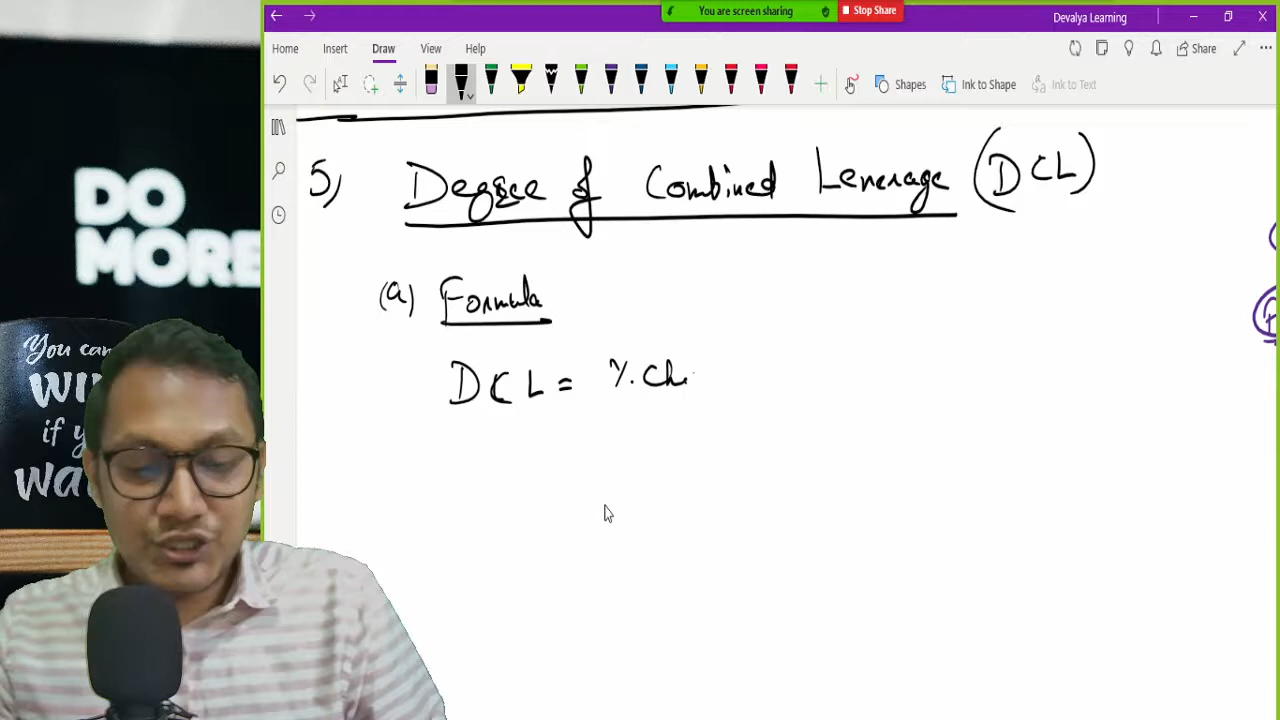 You are screen sharing
Stop Share
Devalya Learning
Home Insert Draw View Help
Share
Shapes
Ink to Shape
Ink to Text
5) Degree of Combined Leverage (DCL)
(a) Formula
DCL = %. Cha
DO
MORE
You can
WI
if y
Wa